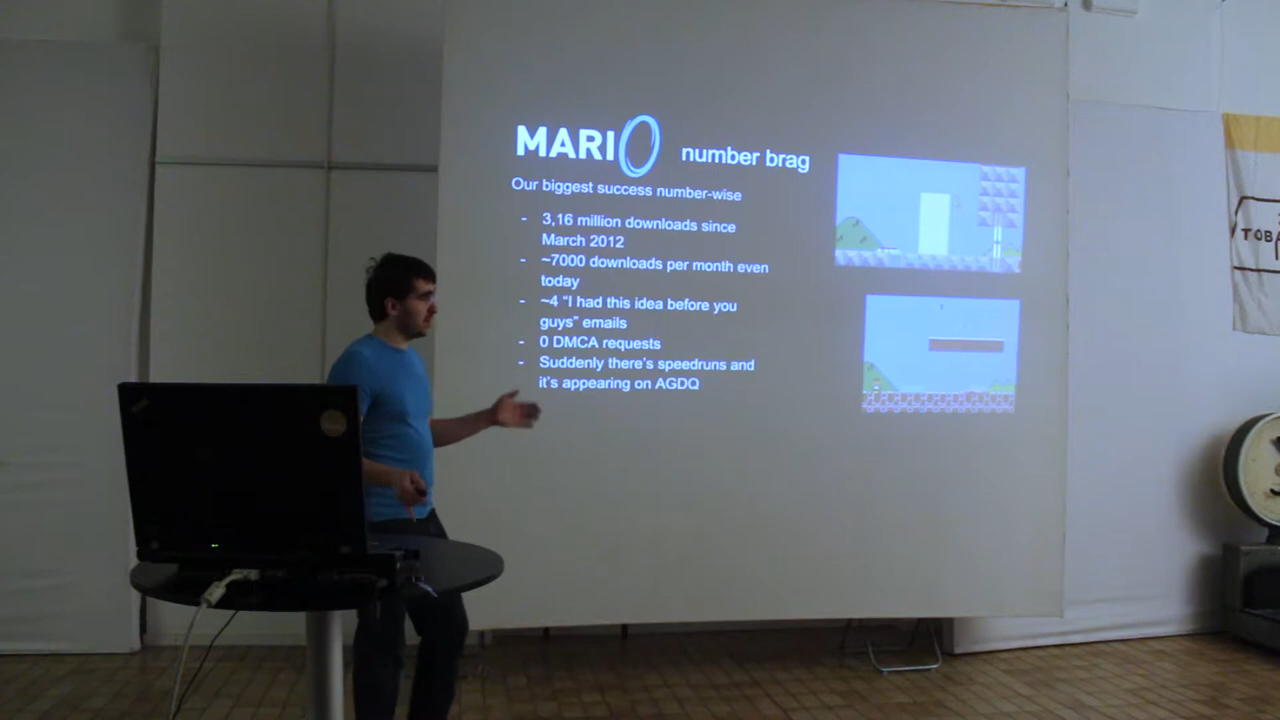 MARI0 number brag
Our biggest success number-wise
- 3,16 million downloads since
March 2012
- ~7000 downloads per month even
today
- ~4 “I had this idea before you
guys” emails
- 0 DMCA requests
- Suddenly there's speedruns and
it's appearing on AGDQ